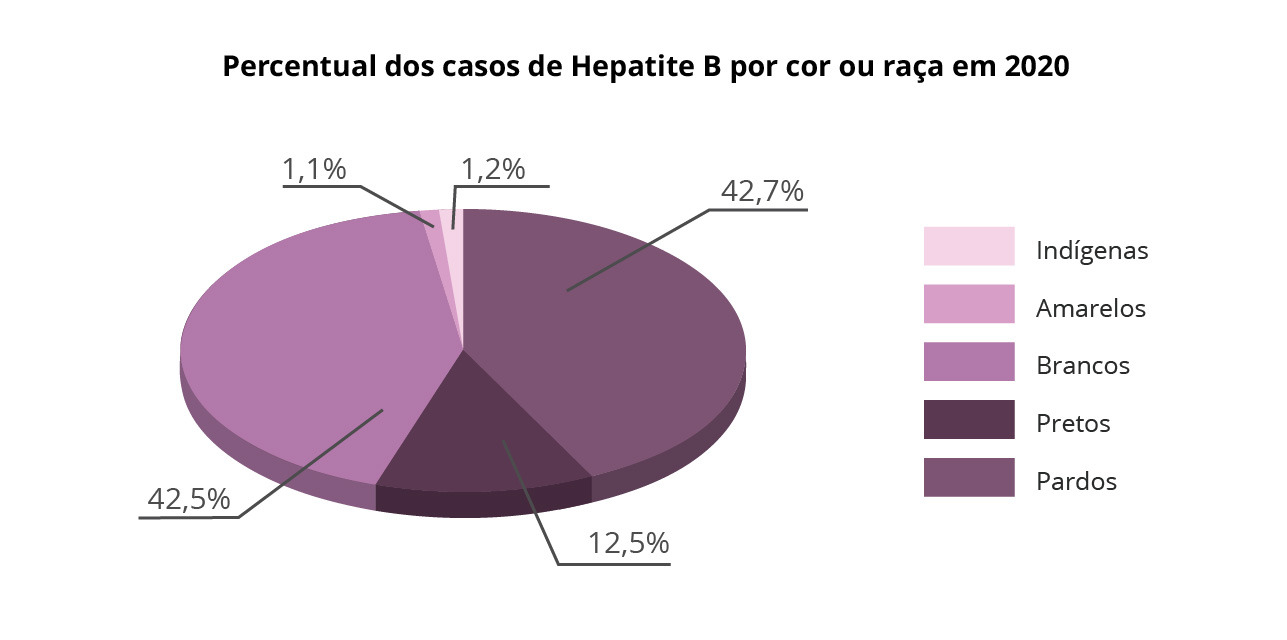 Percentual dos casos de Hepatite B por cor ou raça em 2020
1,1%
1,2%
42,7%
42,5%
12,5%
Indígenas
Amarelos
Brancos
Pretos
Pardos